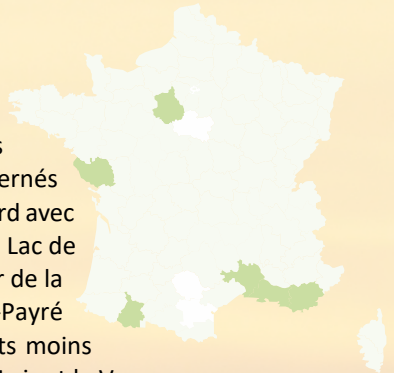 s
ernés
rd avec
Lac de
r de la
-Payré
ts moins